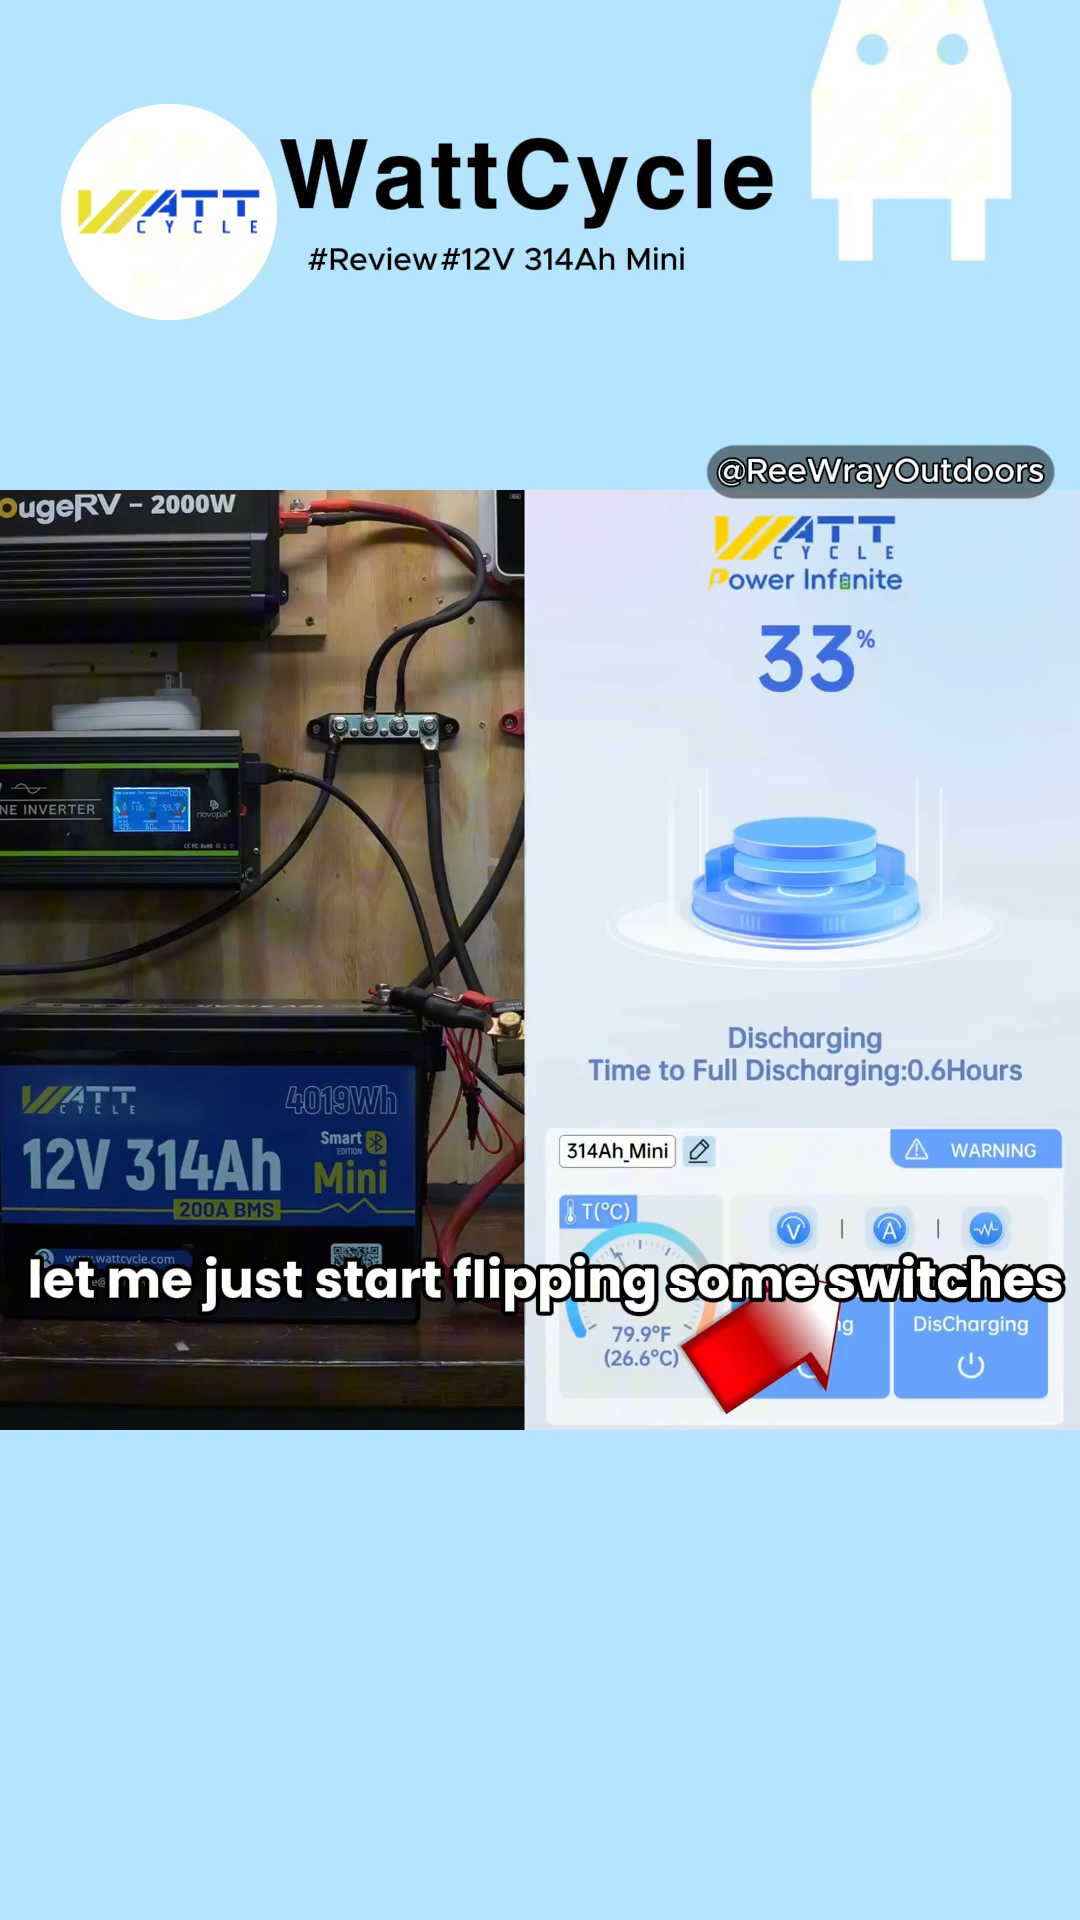 WATT
CYCLE
WattCycle
#Review #12V 314Ah Mini
@ReeWrayOutdoors
ougeRV - 2000W
NE INVERTER
novopal
WATT
CYCLE
4019Wh
12V 314Ah
Smart
EDITION
Mini
200A BMS
www.wattcycle.com
WATT
CYCLE
Power Infinite
33%
Discharging
Time to Full Discharging:0.6Hours
314Ah_Mini
WARNING
T(°C)
V
A
let me just start flipping some switches
79.9°F
(26.6°C)
DisCharging